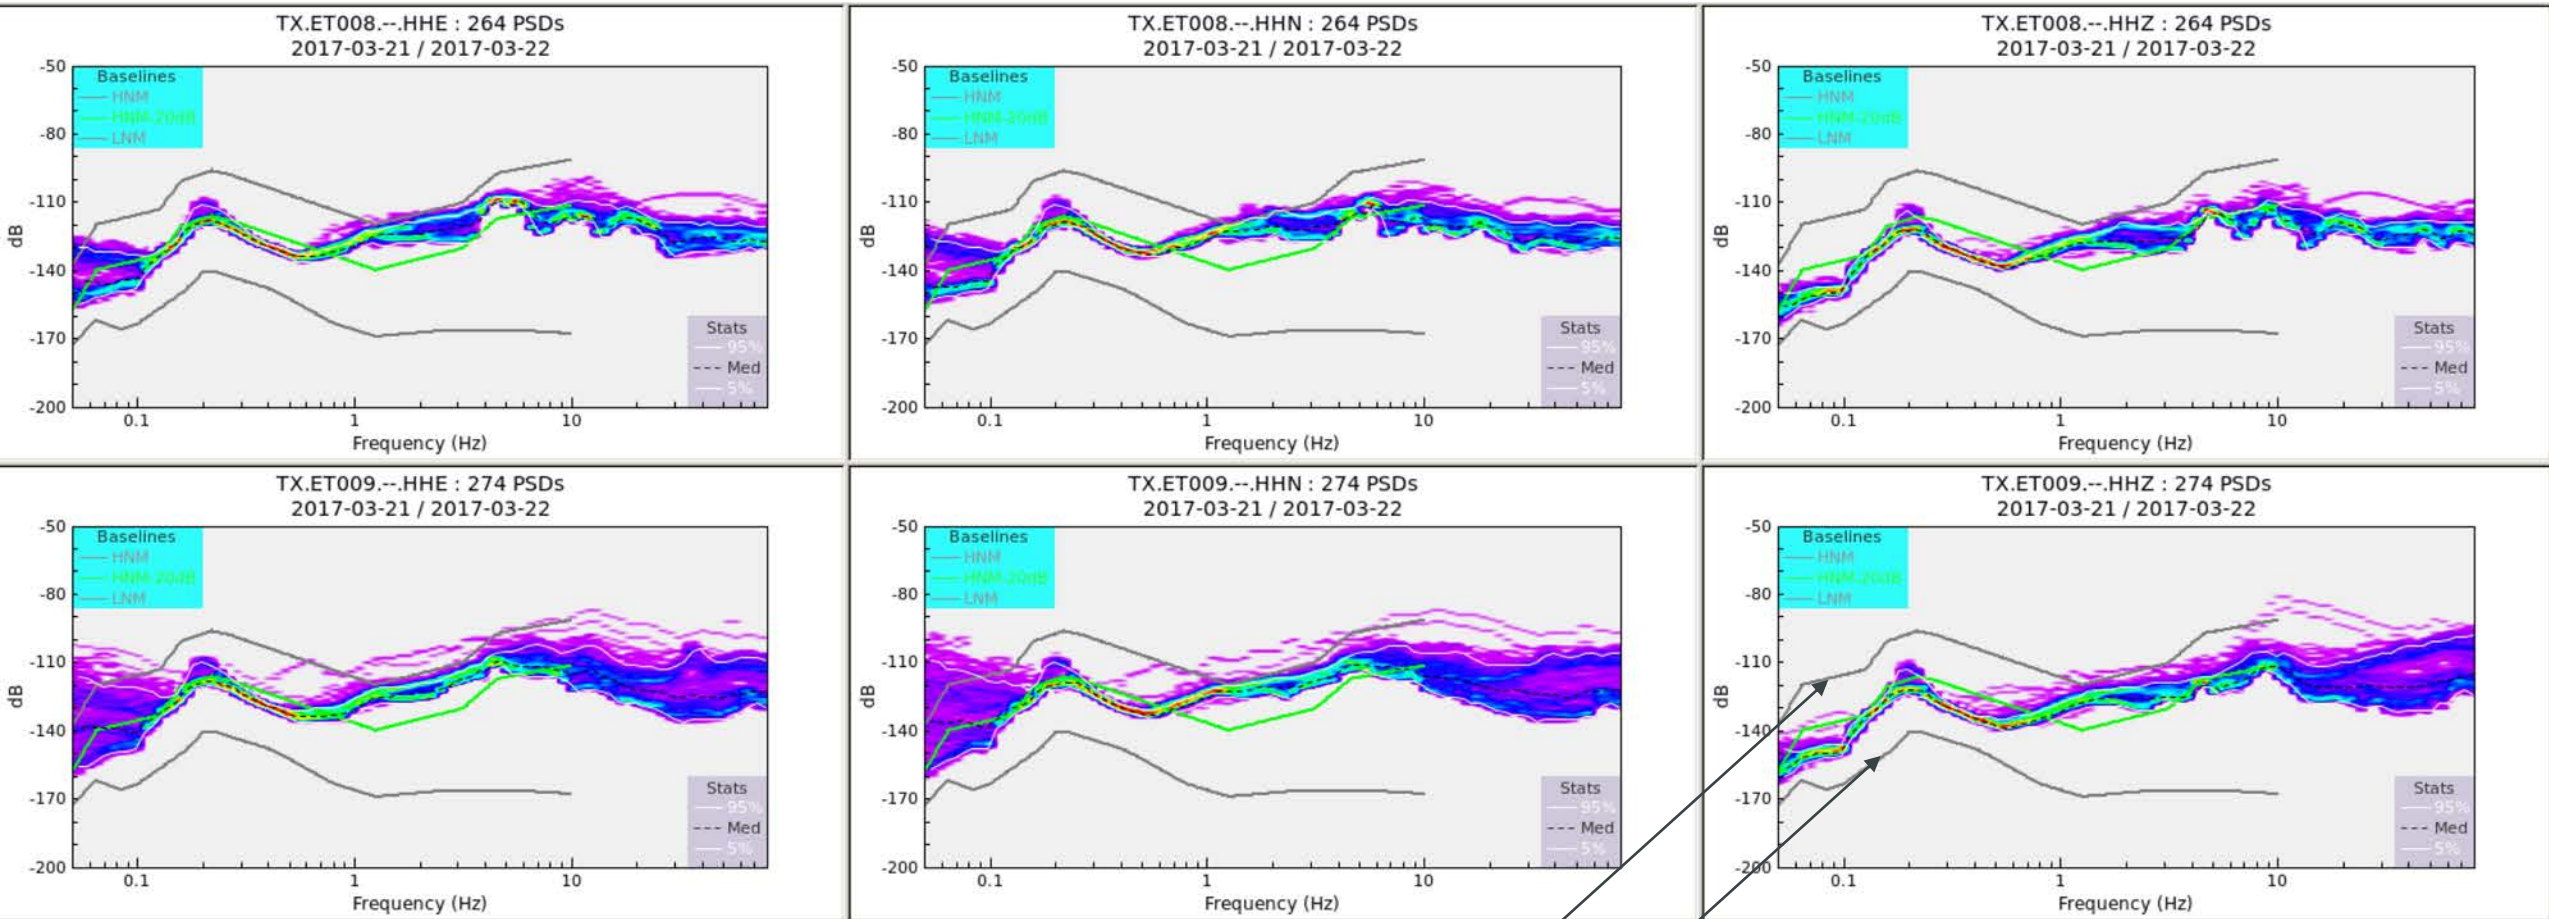 TX.ET008.--.HHE : 264 PSDs
2017-03-21 / 2017-03-22
-50
-80
-110
-140
-170
-200
dB
Baselines
HNM
HNM-20dB
LNM
Stats
95%
Med
5%
0.1 1 10
Frequency (Hz)
TX.ET008.--.HHN : 264 PSDs
2017-03-21 / 2017-03-22
-50
-80
-110
-140
-170
-200
dB
Baselines
HNM
HNM-20dB
LNM
Stats
95%
Med
5%
0.1 1 10
Frequency (Hz)
TX.ET008.--.HHZ : 264 PSDs
2017-03-21 / 2017-03-22
-50
-80
-110
-140
-170
-200
dB
Baselines
HNM
HNM-20dB
LNM
Stats
95%
Med
5%
0.1 1 10
Frequency (Hz)
TX.ET009.--.HHE : 274 PSDs
2017-03-21 / 2017-03-22
-50
-80
-110
-140
-170
-200
dB
Baselines
HNM
HNM-20dB
LNM
Stats
95%
Med
5%
0.1 1 10
Frequency (Hz)
TX.ET009.--.HHN : 274 PSDs
2017-03-21 / 2017-03-22
-50
-80
-110
-140
-170
-200
dB
Baselines
HNM
HNM-20dB
LNM
Stats
95%
Med
5%
0.1 1 10
Frequency (Hz)
TX.ET009.--.HHZ : 274 PSDs
2017-03-21 / 2017-03-22
-50
-80
-110
-140
-170
-200
dB
Baselines
HNM
HNM-20dB
LNM
Stats
95%
Med
5%
0.1 1 10
Frequency (Hz)